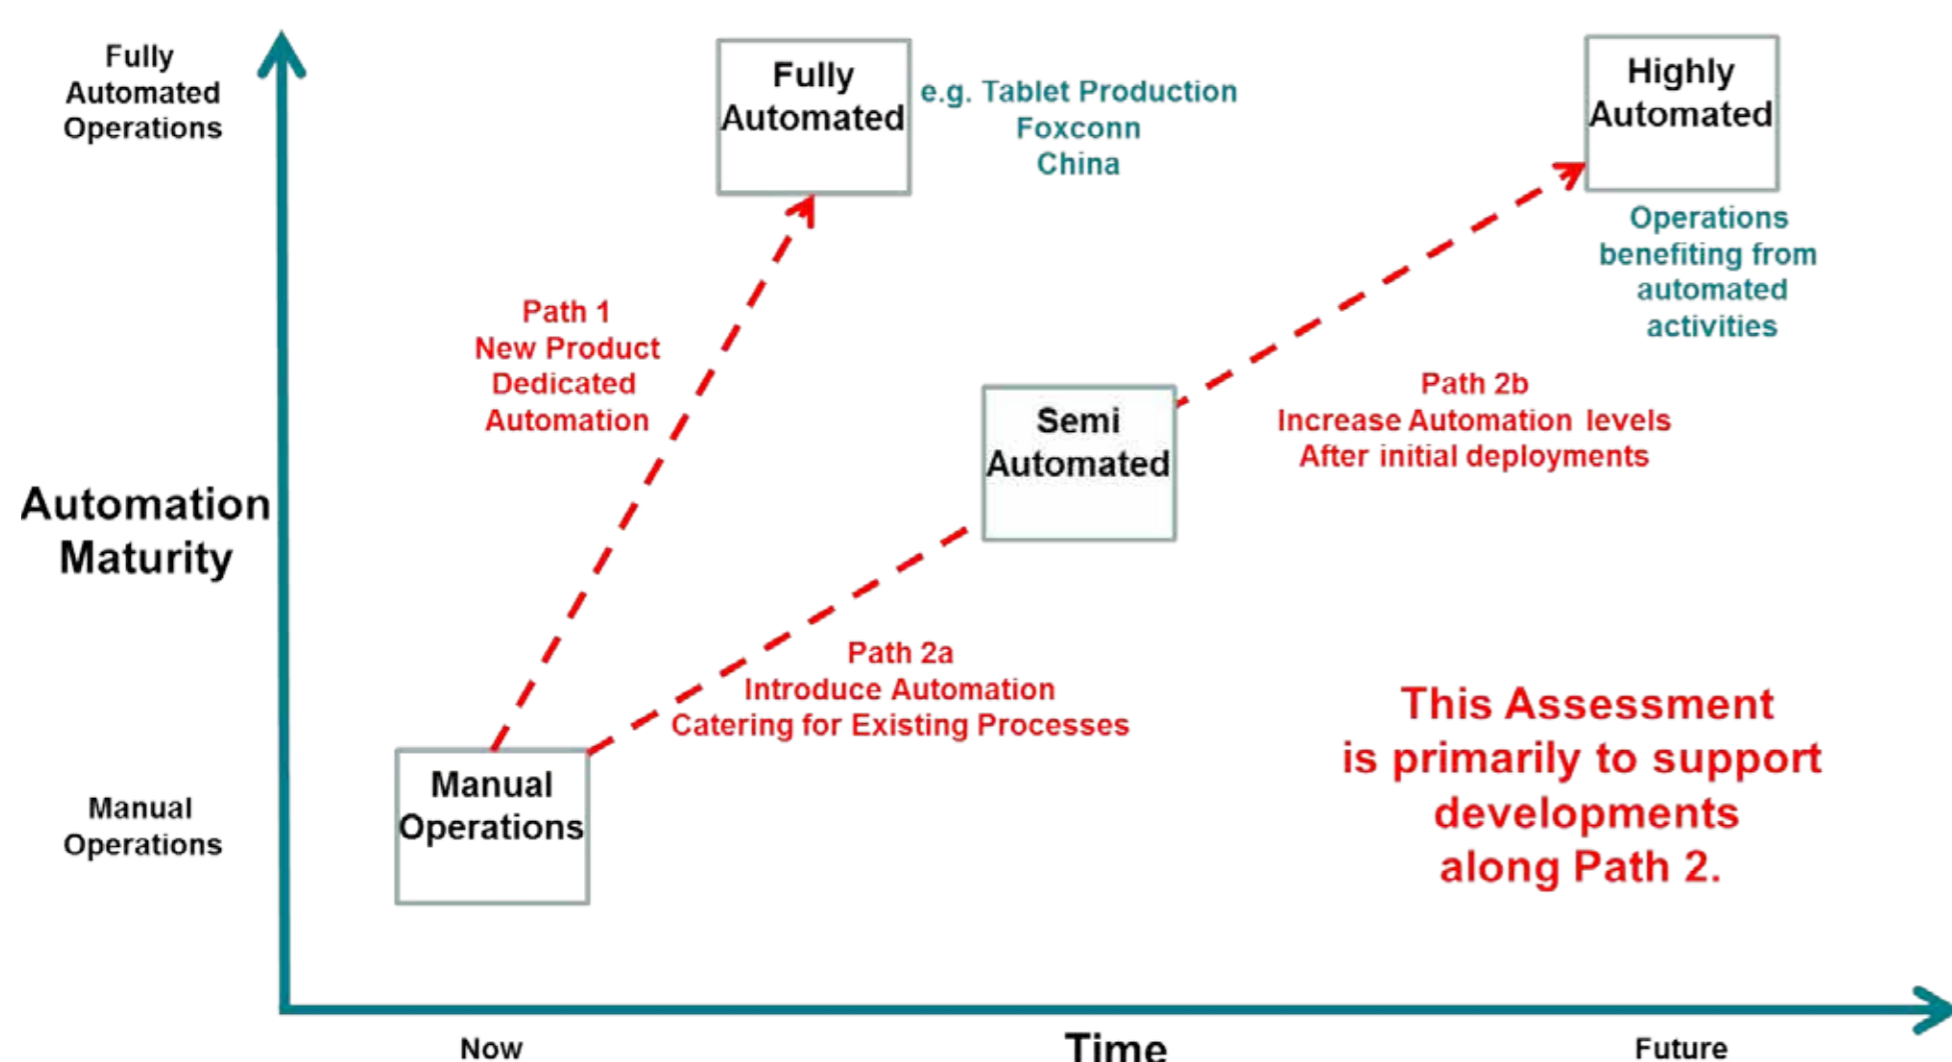 Fully
Automated
Operations
Fully
Automated
e.g. Tablet Production
Foxconn
China
Highly
Automated
Operations
benefiting from
automated
activities
Path 1
New Product
Dedicated
Automation
Semi
Automated
Path 2b
Increase Automation levels
After initial deployments
Automation
Maturity
Path 2a
Introduce Automation
Catering for Existing Processes
This Assessment
is primarily to support
developments
along Path 2.
Manual
Operations
Manual
Operations
Now
Time
Future